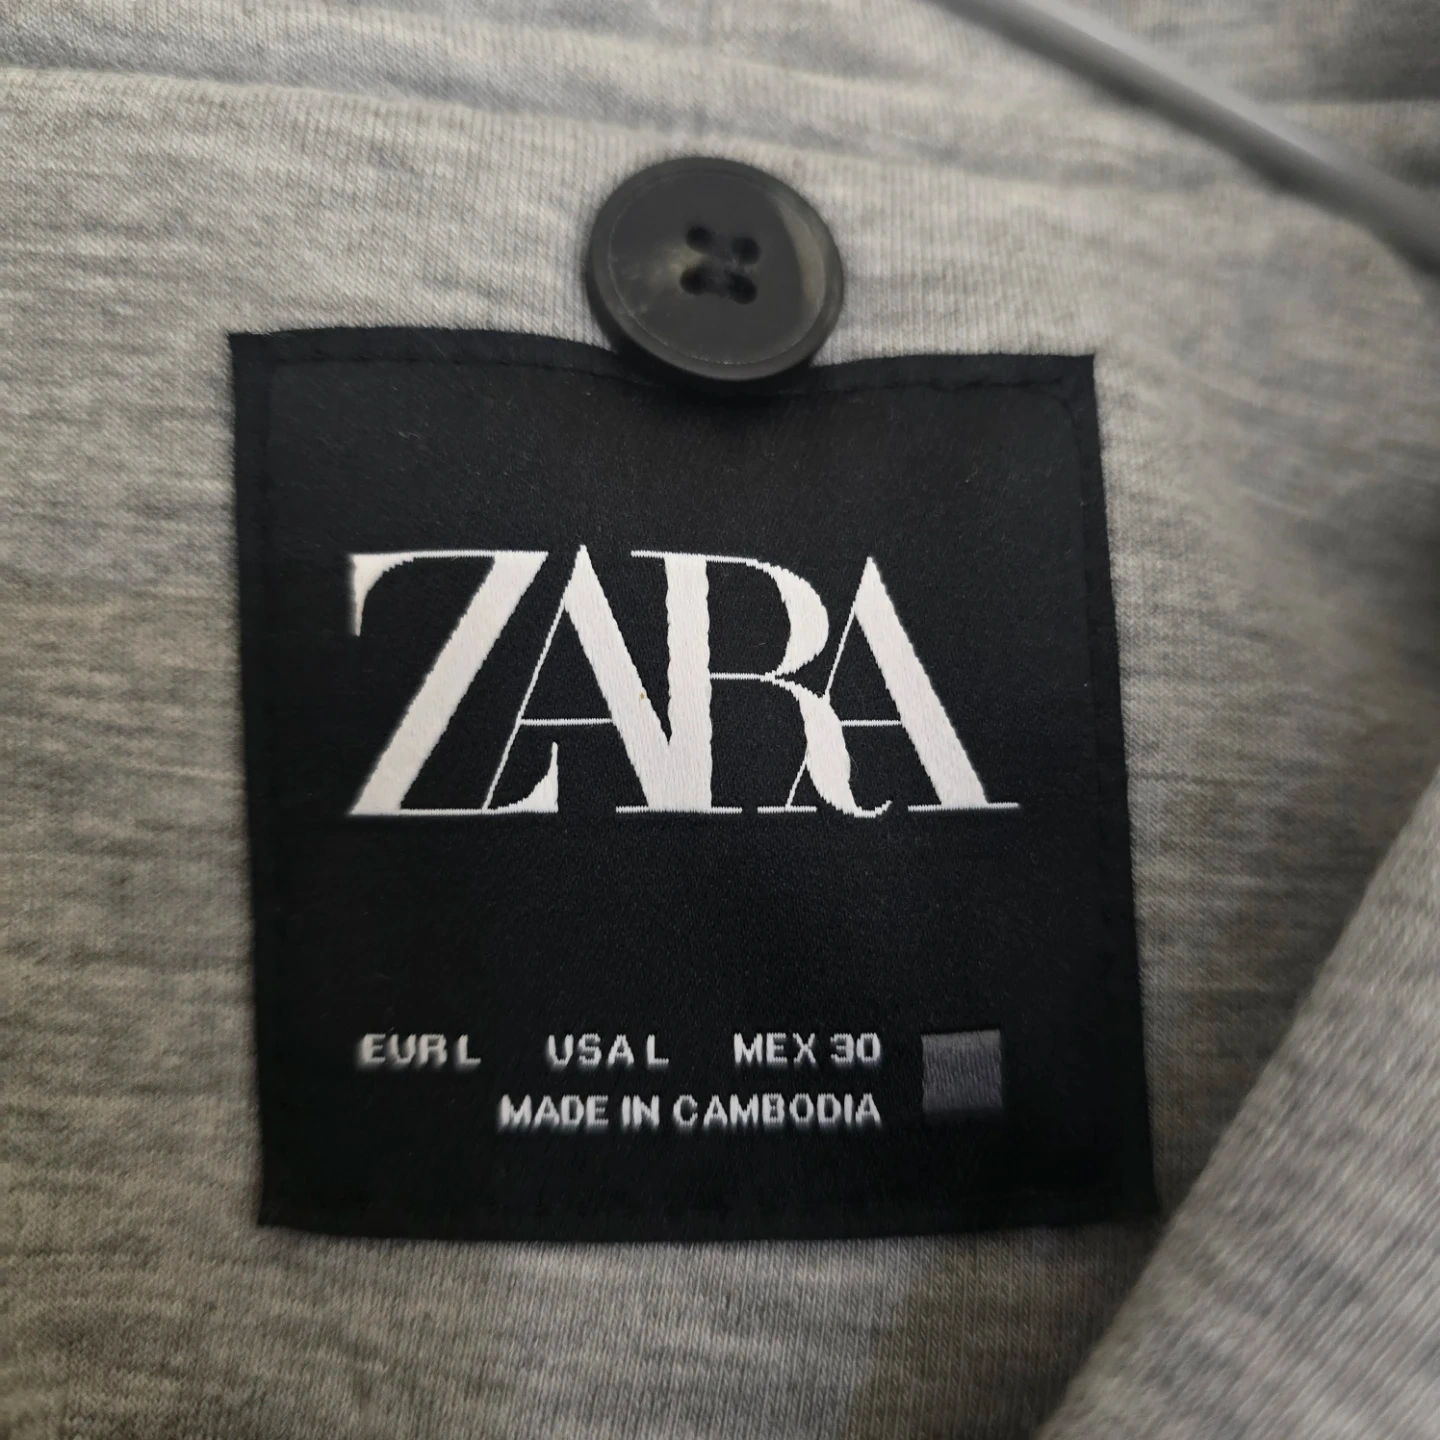 ZARA
EUR L USA L MEX 30
MADE IN CAMBODIA